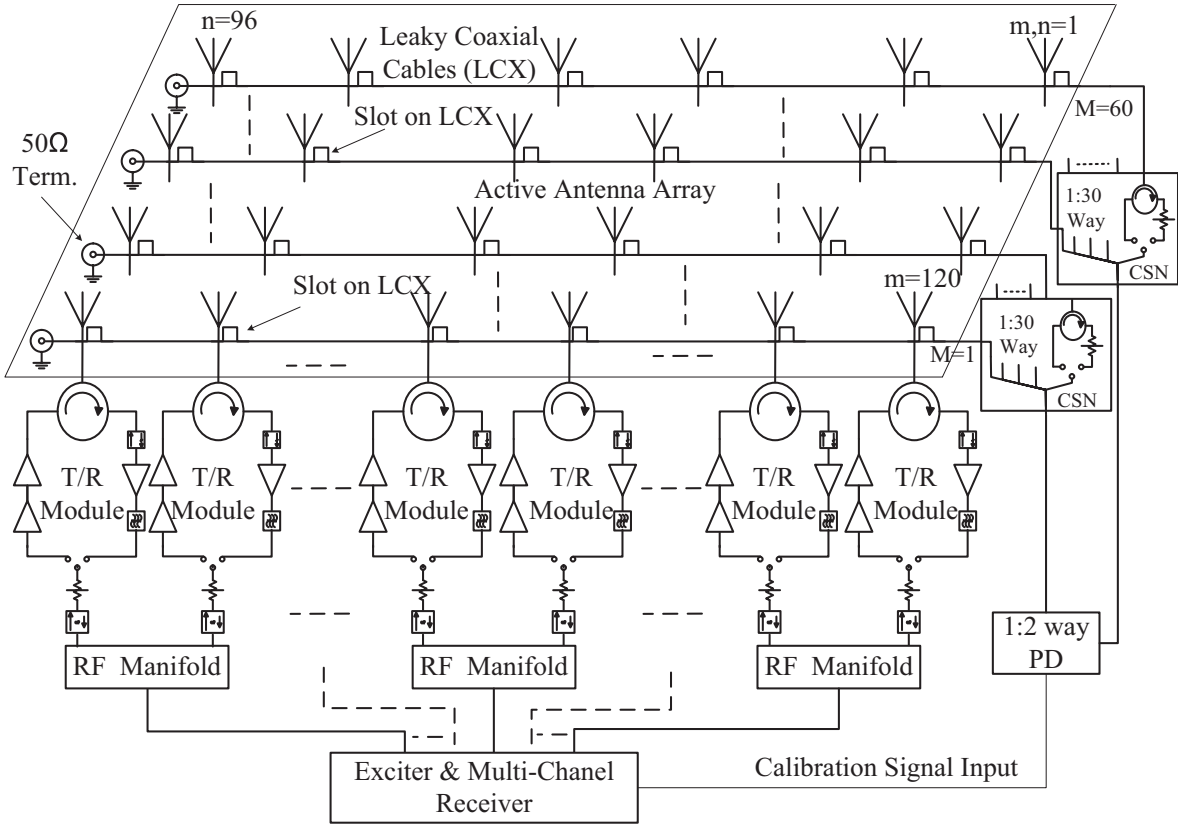 n=96
Leaky Coaxial
Cables (LCX)
m,n=1
M=60
Slot on LCX
50Ω
Term.
Active Antenna Array
1:30
Way
CSN
Slot on LCX
m=120
1:30
Way
M=1
CSN
T/R
Module
T/R
Module
T/R
Module
T/R
Module
T/R
Module
T/R
Module
1:2 way
PD
RF Manifold
RF Manifold
RF Manifold
Exciter & Multi-Chanel
Receiver
Calibration Signal Input